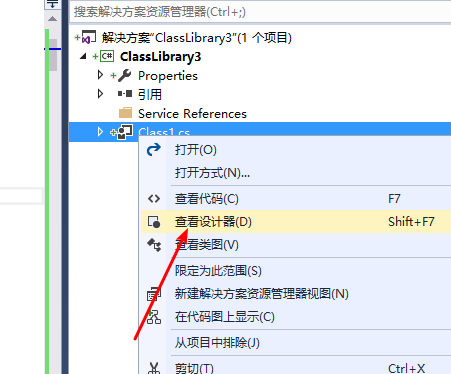 搜索解决方案资源管理器(Ctrl+;)
解决方案"ClassLibrary3"(1 个项目)
C# ClassLibrary3
Properties
引用
Service References
Class1.cs
打开(O)
打开方式(N)...
查看代码(C) F7
查看设计器(D) Shift+F7
查看类图(V)
限定为此范围(S)
新建解决方案资源管理器视图(N)
在代码图上显示(C)
从项目中排除(J)
剪切(T) Ctrl+X